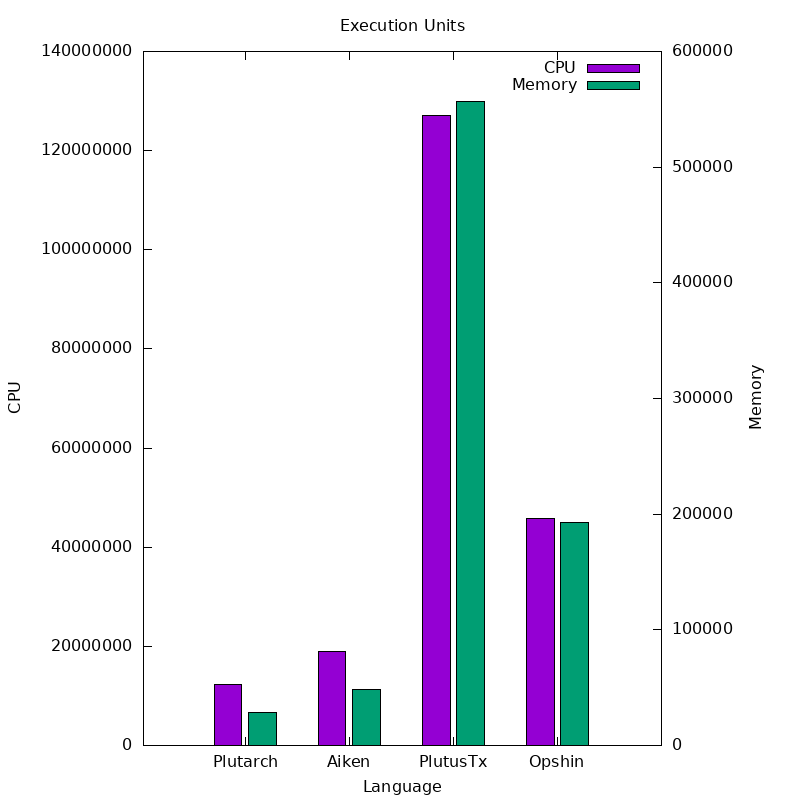 Execution Units
140000000
600000
CPU
Memory
120000000
500000
100000000
400000
80000000
300000
CPU
Memory
60000000
200000
40000000
100000
20000000
0
0
Plutarch
Aiken
PlutusTx
Opshin
Language